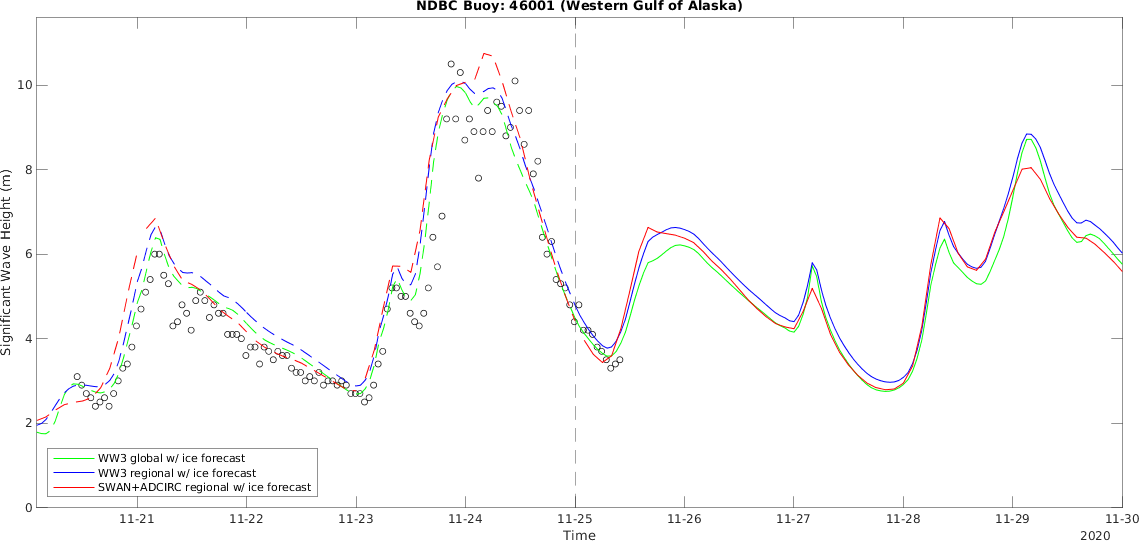 NDBC Buoy: 46001 (Western Gulf of Alaska)
Significant Wave Height (m)
10
8
6
4
2
0
WW3 global w/ ice forecast
WW3 regional w/ ice forecast
SWAN+ADCIRC regional w/ ice forecast
11-21 11-22 11-23 11-24 11-25 11-26 11-27 11-28 11-29 11-30
Time
2020